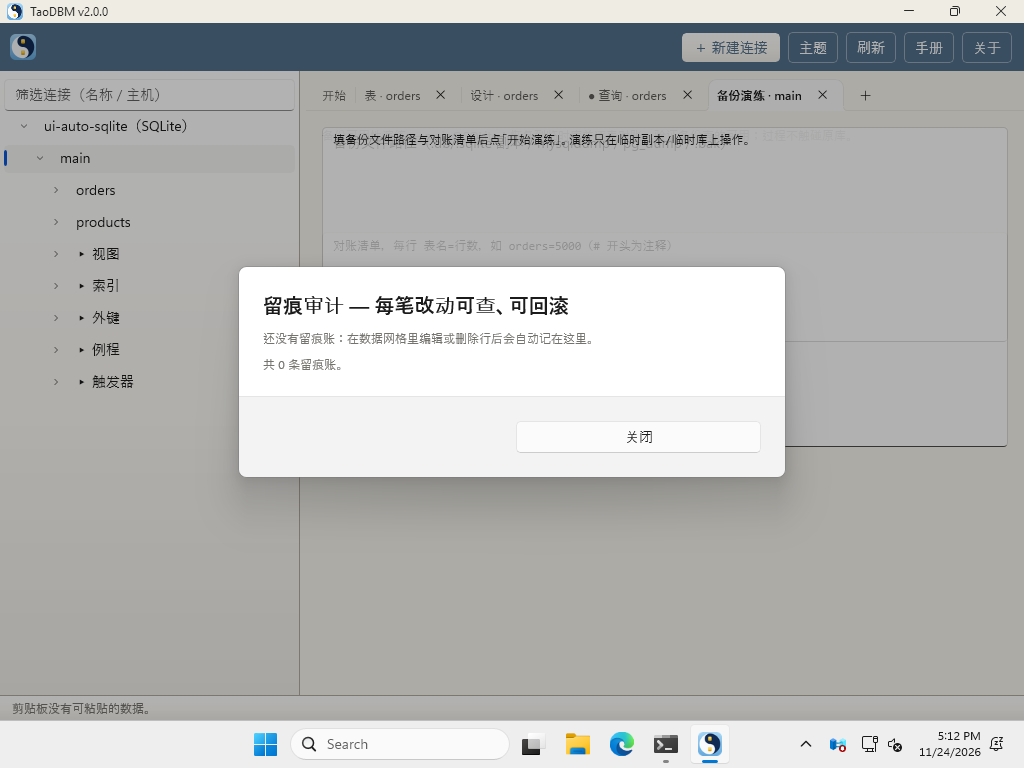 TaoDBM v2.0.0
+ 新建连接
主题
刷新
手册
关于
筛选连接（名称 / 主机）
开始
表 · orders
设计 · orders
● 查询 · orders
备份演练 · main
ui-auto-sqlite（SQLite）
main
orders
products
视图
索引
外键
例程
触发器
填备份文件路径与对账清单后点「开始演练」。演练只在临时副本/临时库上操作。
对账清单，每行 表名=行数，如 orders=5000（# 开头为注释）
留痕审计 — 每笔改动可查、可回滚
还没有留痕账：在数据网格里编辑或删除行后会自动记在这里。
共 0 条留痕账。
关闭
剪贴板没有可粘贴的数据。
Search
5:12 PM
11/24/2026